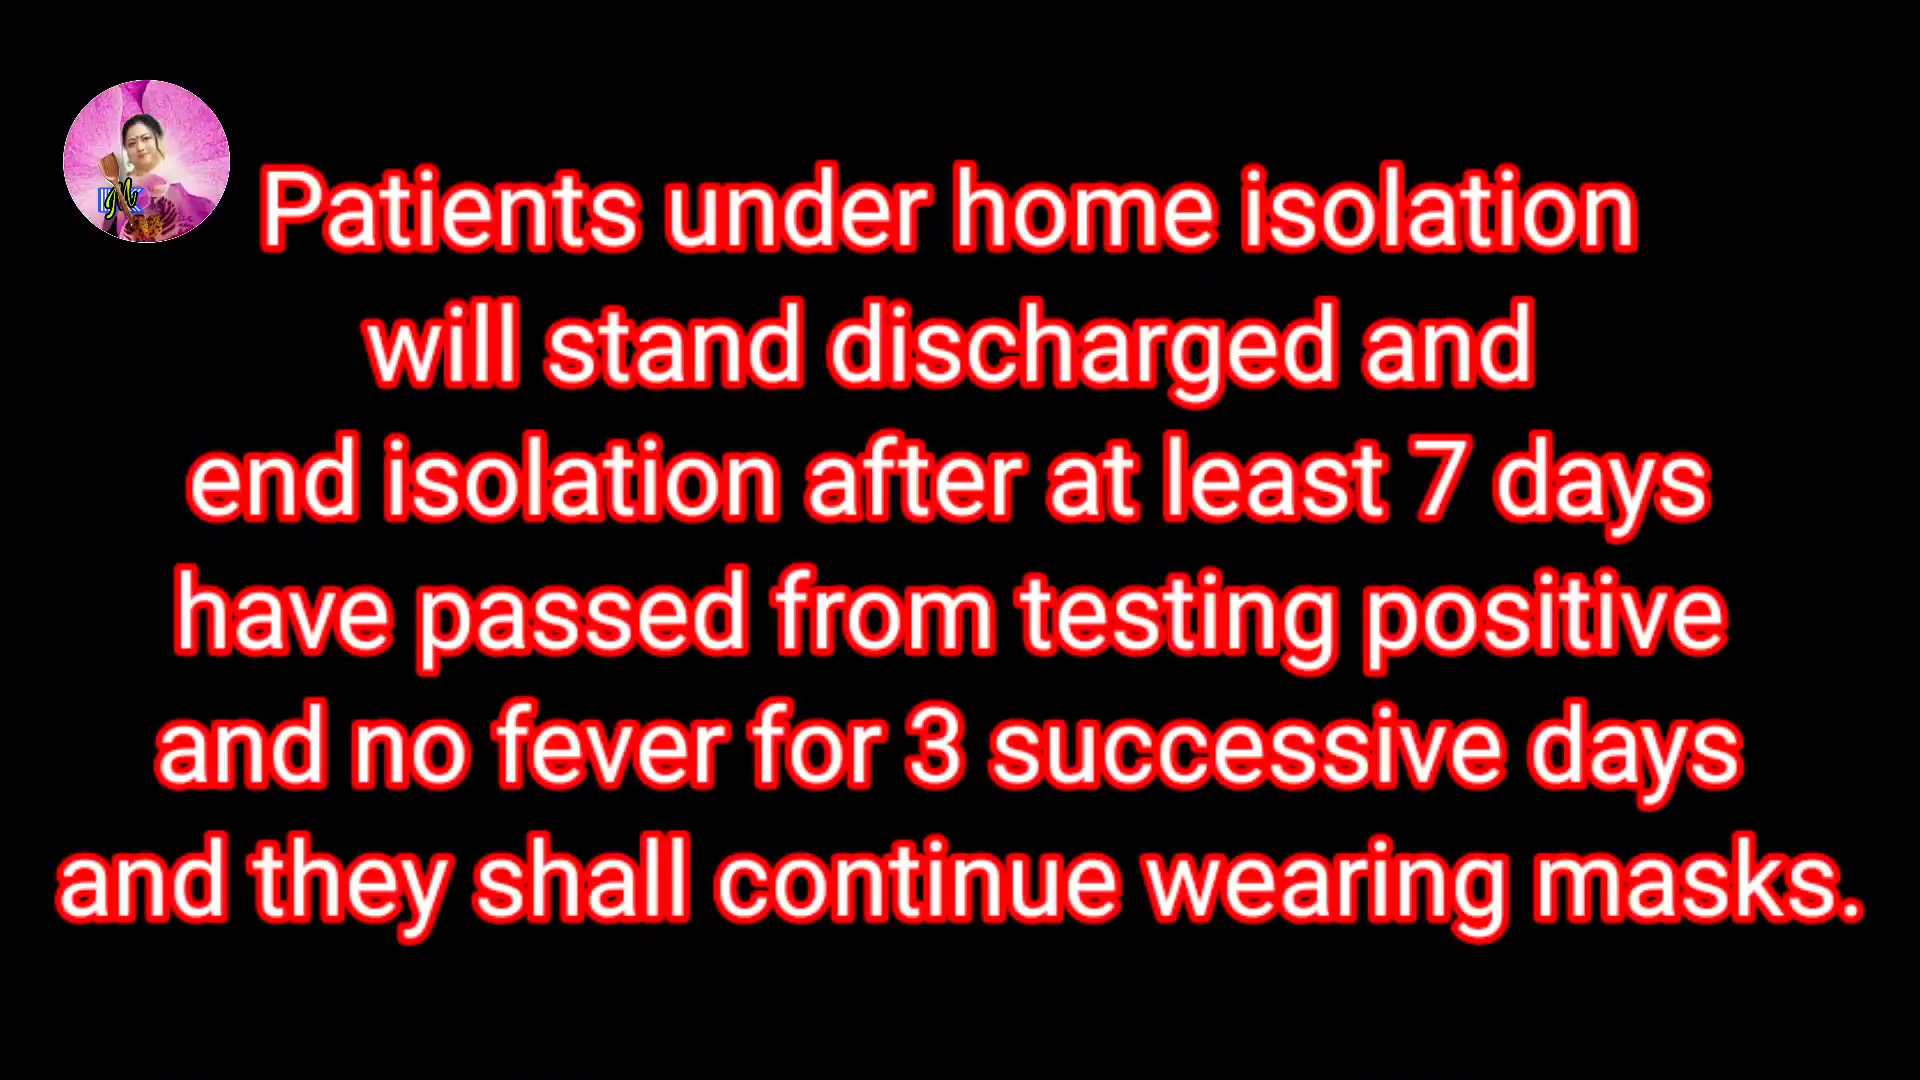 Patients under home isolation
will stand discharged and
end isolation after at least 7 days
have passed from testing positive
and no fever for 3 successive days
and they shall continue wearing masks.